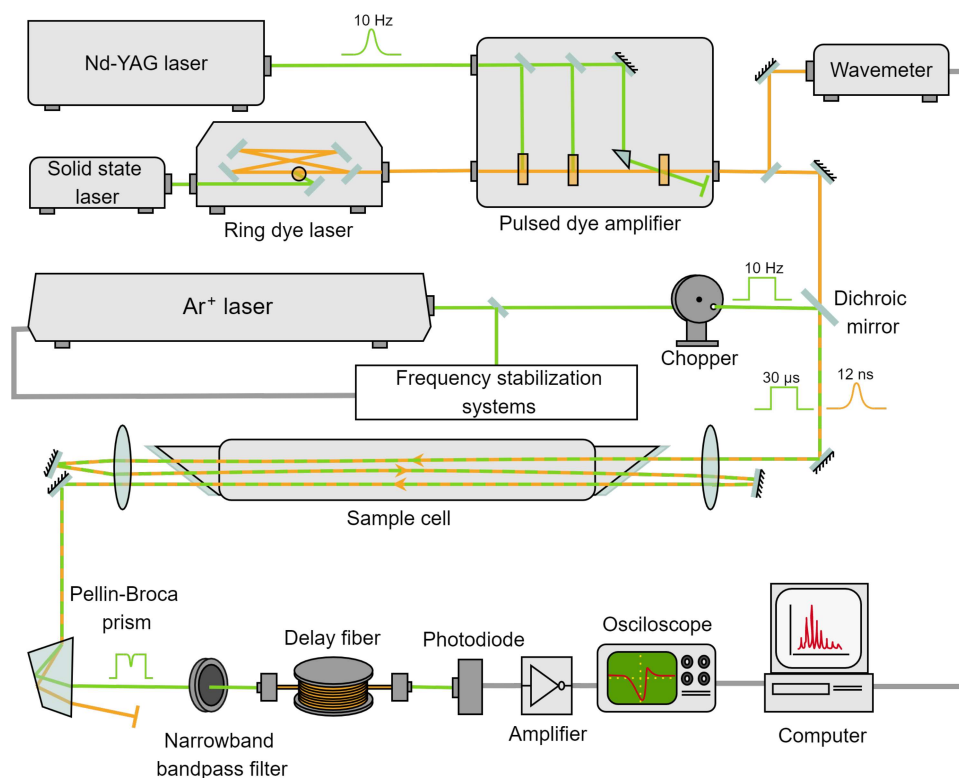 10 Hz
Nd-YAG laser
Wavemeter
Solid state
laser
Ring dye laser
Pulsed dye amplifier
Ar⁺ laser
10 Hz
Dichroic
mirror
Chopper
Frequency stabilization
systems
30 μs
12 ns
Sample cell
Pellin-Broca
prism
Delay fiber
Photodiode
Osciloscope
Narrowband
bandpass filter
Amplifier
Computer